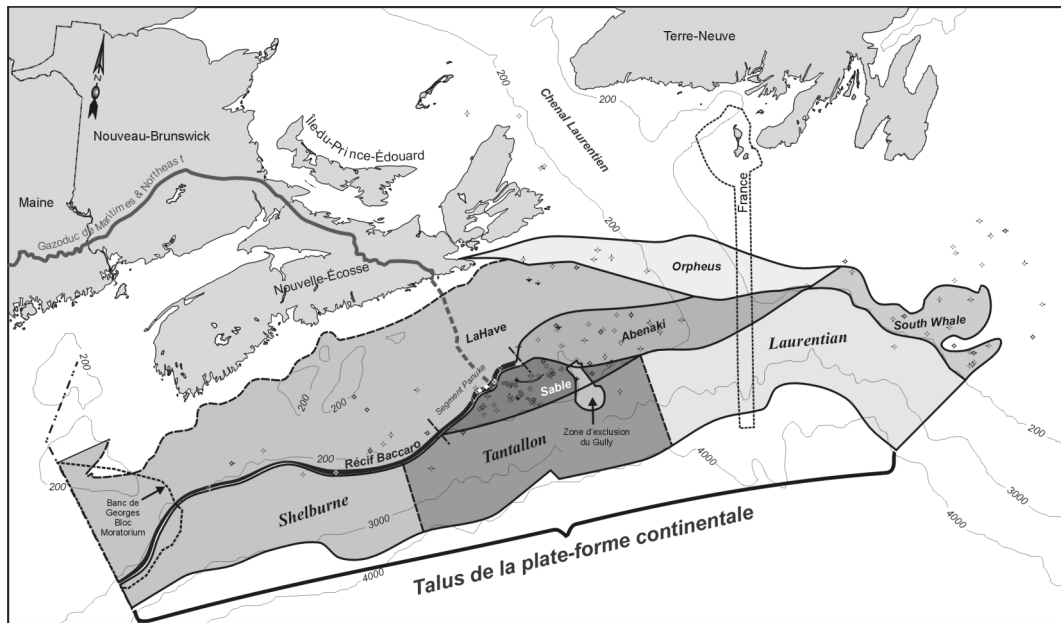 Terre-Neuve
200
200
Chenal Laurentien
N
Nouveau-Brunswick
Île-du-Prince-Édouard
Maine
Gazoduc de Maritimes & Northeast
France
Nouvelle-Écosse
Orpheus
LaHave
Abenaki
South Whale
Laurentian
200
Segment Panuke
Sable
200
200
Zone d'exclusion
du Gully
200
Récif Baccaro
200
Tantallon
200
4000
3000
Banc de
Georges
Bloc
Moratorium
Shelburne
3000
4000
4000
Talus de la plate-forme continentale